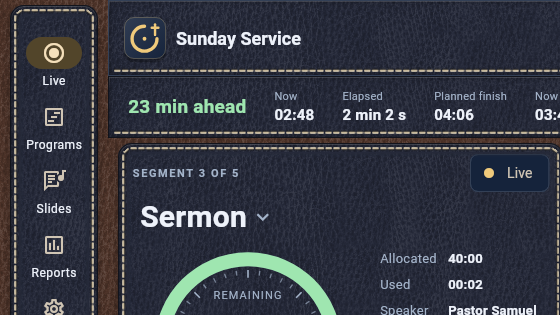 Live
Programs
Slides
Reports
Sunday Service
23 min ahead
Now
02:48
Elapsed
2 min 2 s
Planned finish
04:06
Now
SEGMENT 3 OF 5
Live
Sermon
REMAINING
Allocated 40:00
Used 00:02
Speaker Pastor Samuel